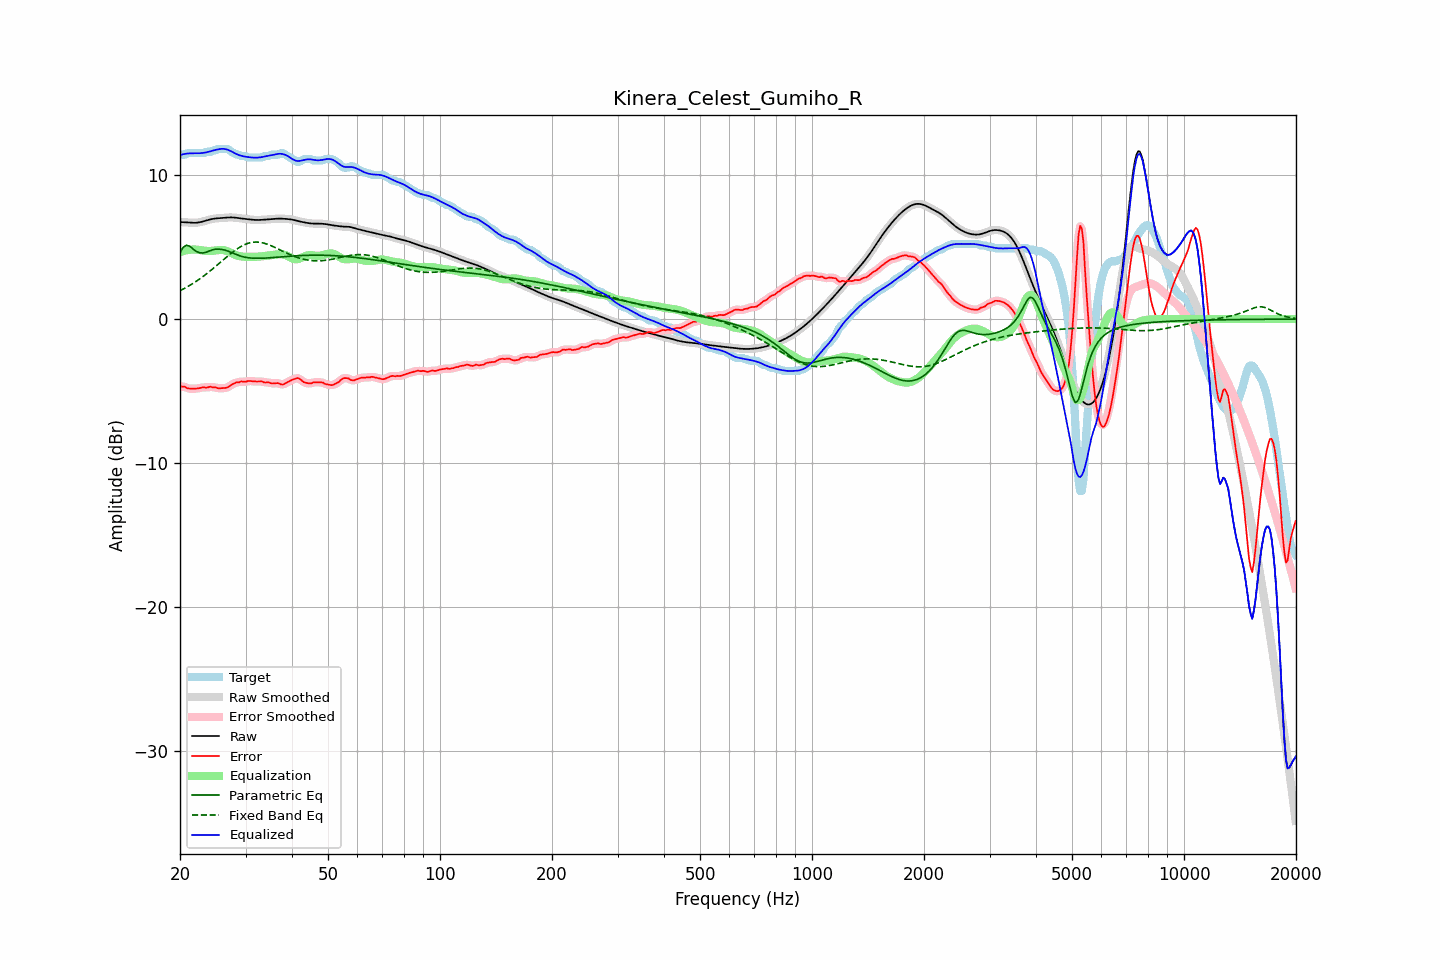 Kinera_Celest_Gumiho_R
Amplitude (dBr)
10
0
−10
−20
−30
Target
Raw Smoothed
Error Smoothed
Raw
Error
Equalization
Parametric Eq
Fixed Band Eq
Equalized
20 50 100 200 500 1000 2000 5000 10000 20000
Frequency (Hz)